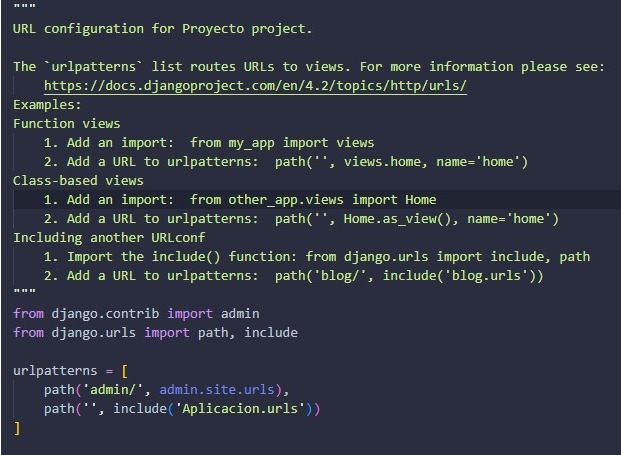 """
URL configuration for Proyecto project.

The `urlpatterns` list routes URLs to views. For more information please see:
    https://docs.djangoproject.com/en/4.2/topics/http/urls/
Examples:
Function views
    1. Add an import:  from my_app import views
    2. Add a URL to urlpatterns:  path('', views.home, name='home')
Class-based views
    1. Add an import:  from other_app.views import Home
    2. Add a URL to urlpatterns:  path('', Home.as_view(), name='home')
Including another URLconf
    1. Import the include() function: from django.urls import include, path
    2. Add a URL to urlpatterns:  path('blog/', include('blog.urls'))
"""
from django.contrib import admin
from django.urls import path, include

urlpatterns = [
    path('admin/', admin.site.urls),
    path('', include('Aplicacion.urls'))
]